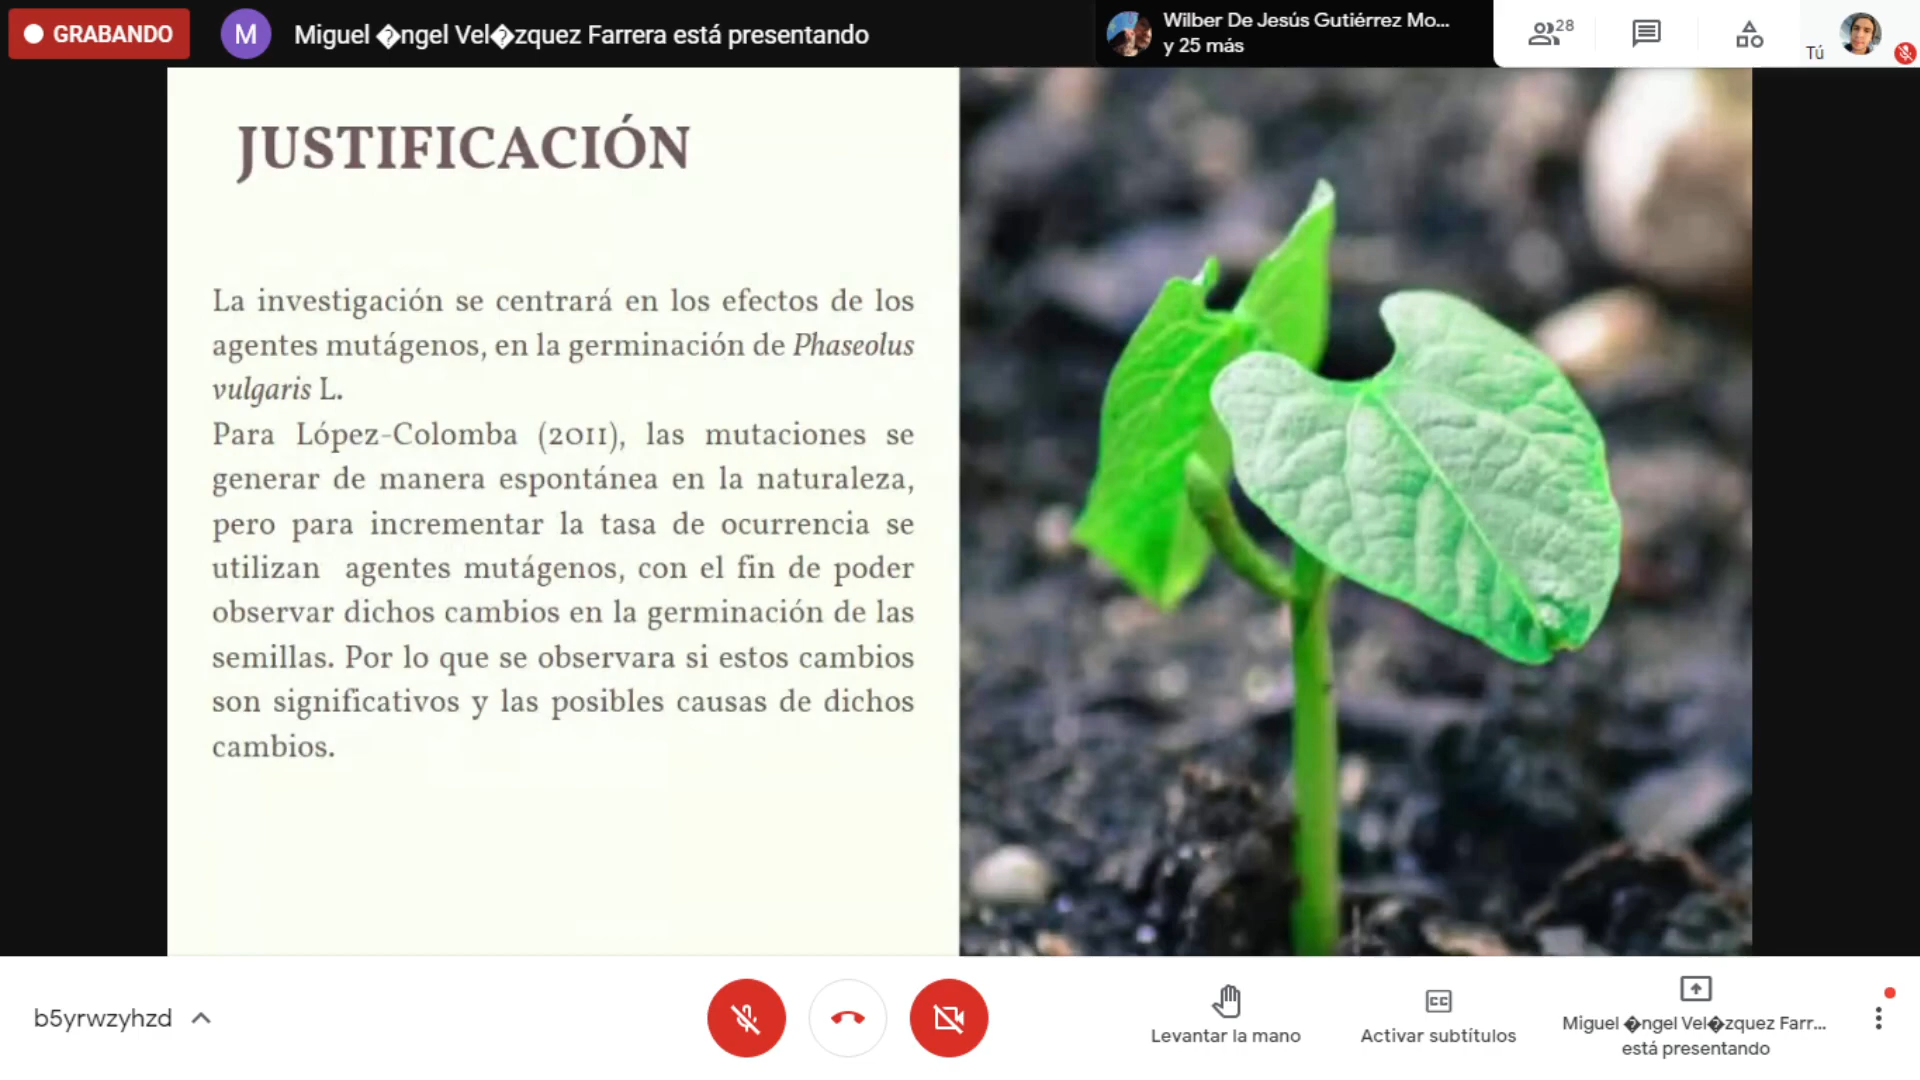 GRABANDO
M
Miguel �ngel Vel�zquez Farrera está presentando
Wilber De Jesús Gutiérrez Mo...
y 25 más
28
Tú
JUSTIFICACIÓN
La investigación se centrará en los efectos de los
agentes mutágenos, en la germinación de Phaseolus
vulgaris L.
Para López-Colomba (2011), las mutaciones se
generar de manera espontánea en la naturaleza,
pero para incrementar la tasa de ocurrencia se
utilizan agentes mutágenos, con el fin de poder
observar dichos cambios en la germinación de las
semillas. Por lo que se observara si estos cambios
son significativos y las posibles causas de dichos
cambios.
b5yrwzyhzd
Levantar la mano
CC
Activar subtítulos
Miguel �ngel Vel�zquez Farr...
está presentando